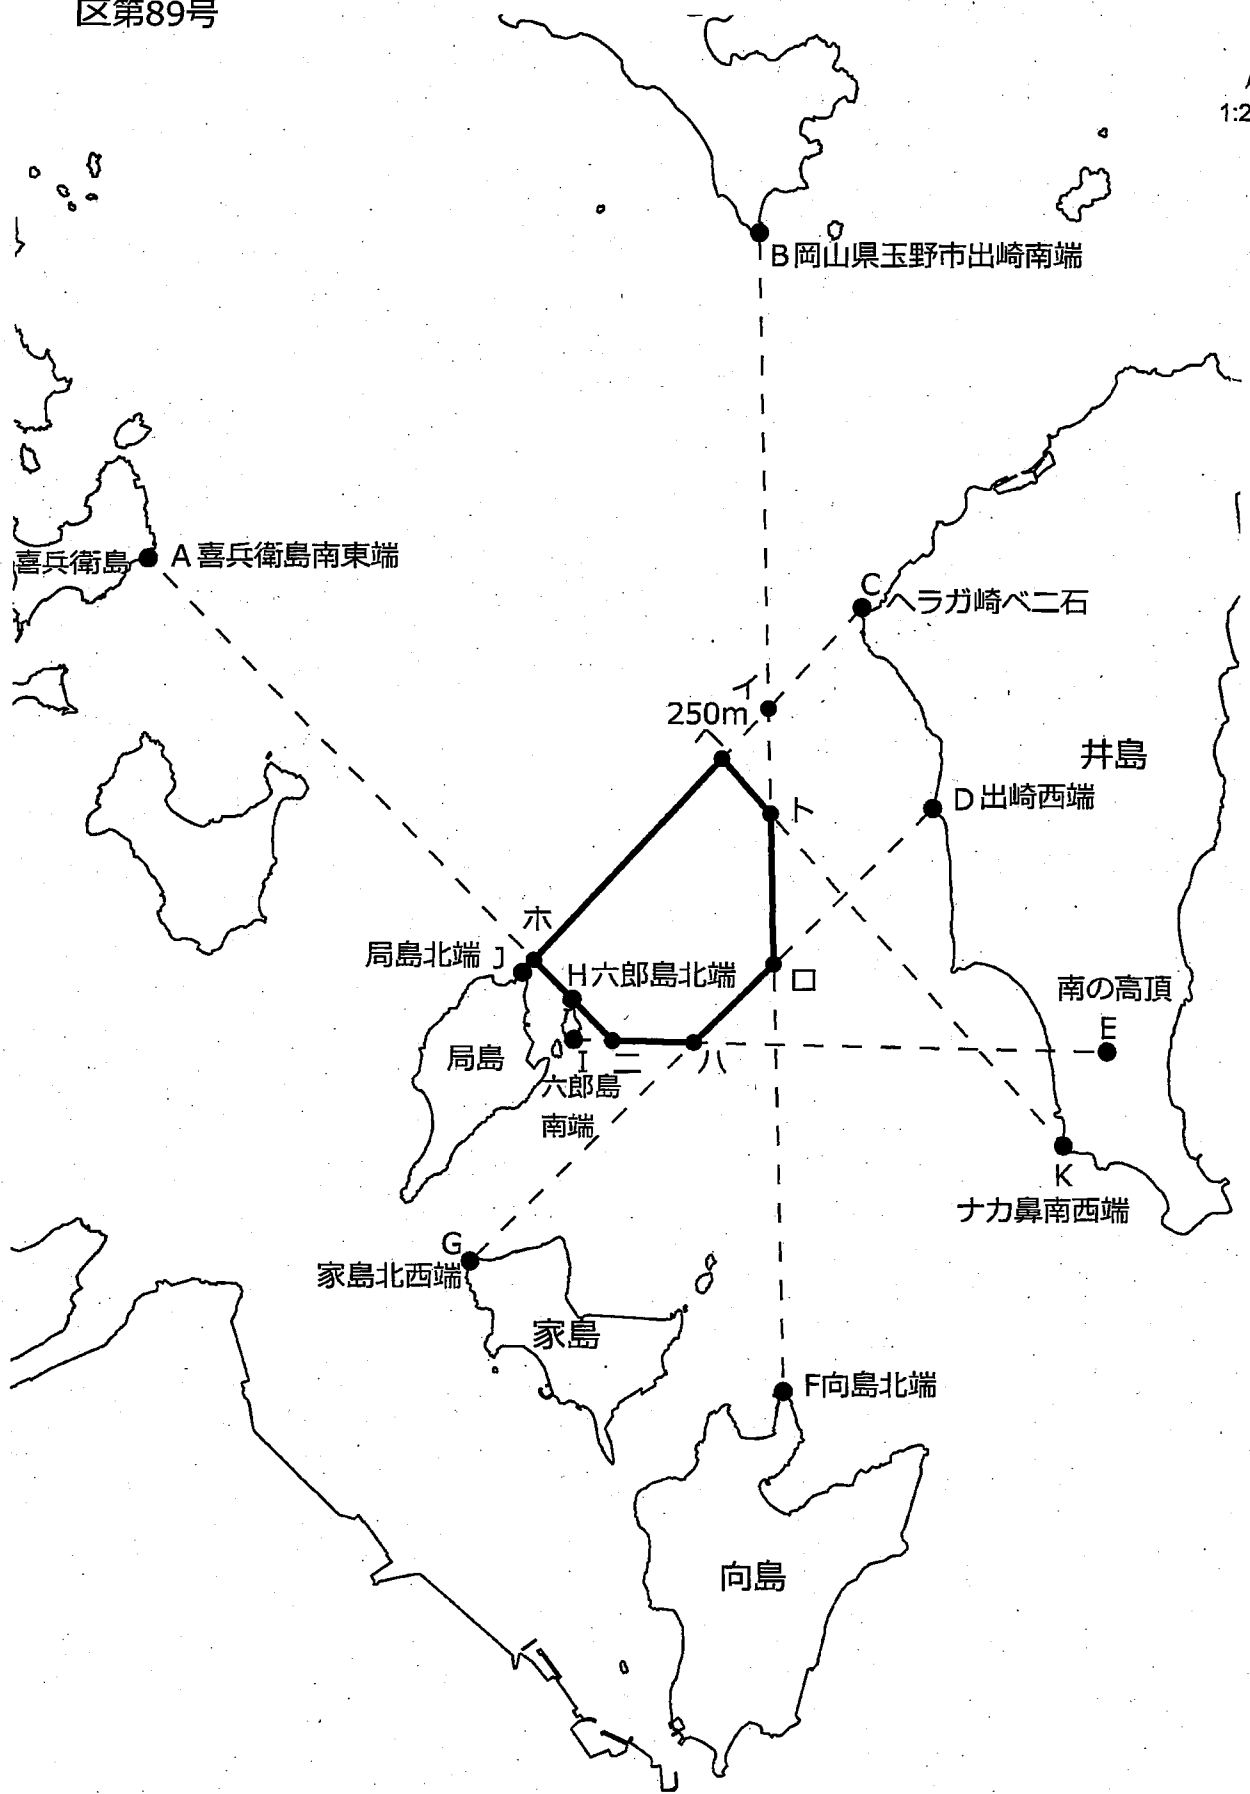 区第89号
1:2
B岡山県玉野市出崎南端
喜兵衛島
A喜兵衛島南東端
C
ヘラガ崎ベニ石
イ
250m
ヘ
井島
D出崎西端
ト
ホ
局島北端 J
H六郎島北端
ロ
南の高頂
E
局島
I
ニ
ハ
六郎島
南端
K
ナカ鼻南西端
G
家島北西端
家島
F向島北端
向島